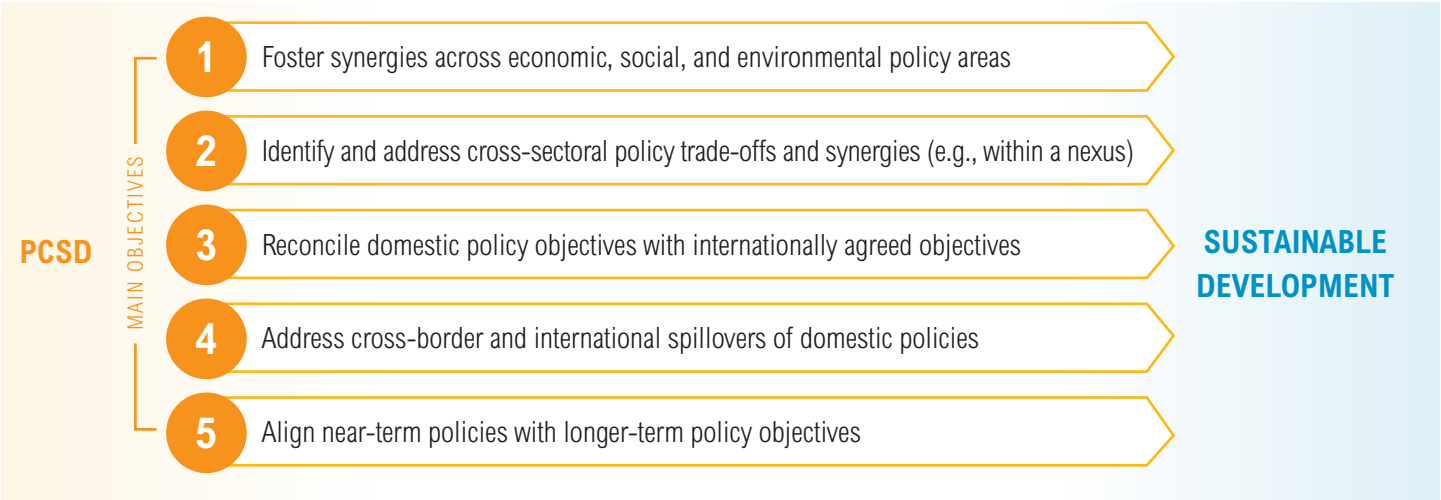 PCSD
MAIN OBJECTIVES
1
Foster synergies across economic, social, and environmental policy areas
2
Identify and address cross-sectoral policy trade-offs and synergies (e.g., within a nexus)
3
Reconcile domestic policy objectives with internationally agreed objectives
4
Address cross-border and international spillovers of domestic policies
5
Align near-term policies with longer-term policy objectives
SUSTAINABLE
DEVELOPMENT